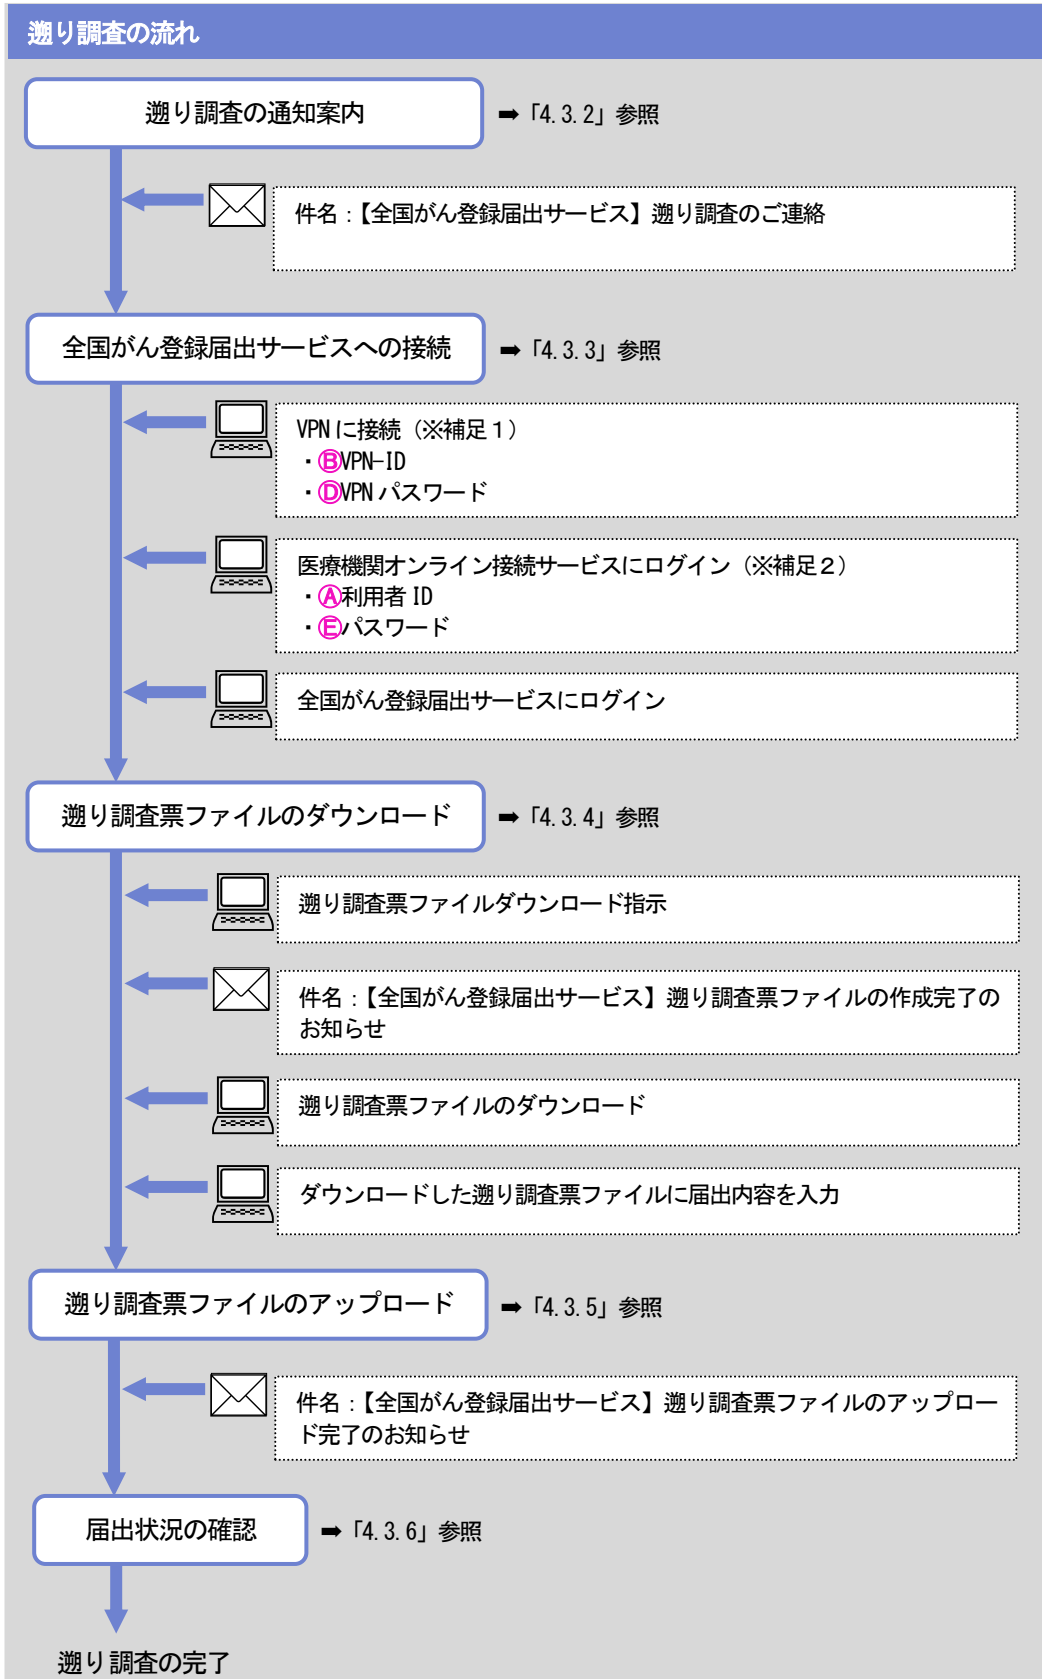 遡り調査の流れ
遡り調査の通知案内
➡「4.3.2」参照
件名：【全国がん登録届出サービス】遡り調査のご連絡
全国がん登録届出サービスへの接続
➡「4.3.3」参照
VPNに接続（※補足１）
・ⒷVPN-ID
・ⒹVPNパスワード
医療機関オンライン接続サービスにログイン（※補足２）
・Ⓐ利用者ID
・Ⓔパスワード
全国がん登録届出サービスにログイン
遡り調査票ファイルのダウンロード
➡「4.3.4」参照
遡り調査票ファイルダウンロード指示
件名：【全国がん登録届出サービス】遡り調査票ファイルの作成完了の
お知らせ
遡り調査票ファイルのダウンロード
ダウンロードした遡り調査票ファイルに届出内容を入力
遡り調査票ファイルのアップロード
➡「4.3.5」参照
件名：【全国がん登録届出サービス】遡り調査票ファイルのアップロー
ド完了のお知らせ
届出状況の確認
➡「4.3.6」参照
遡り調査の完了